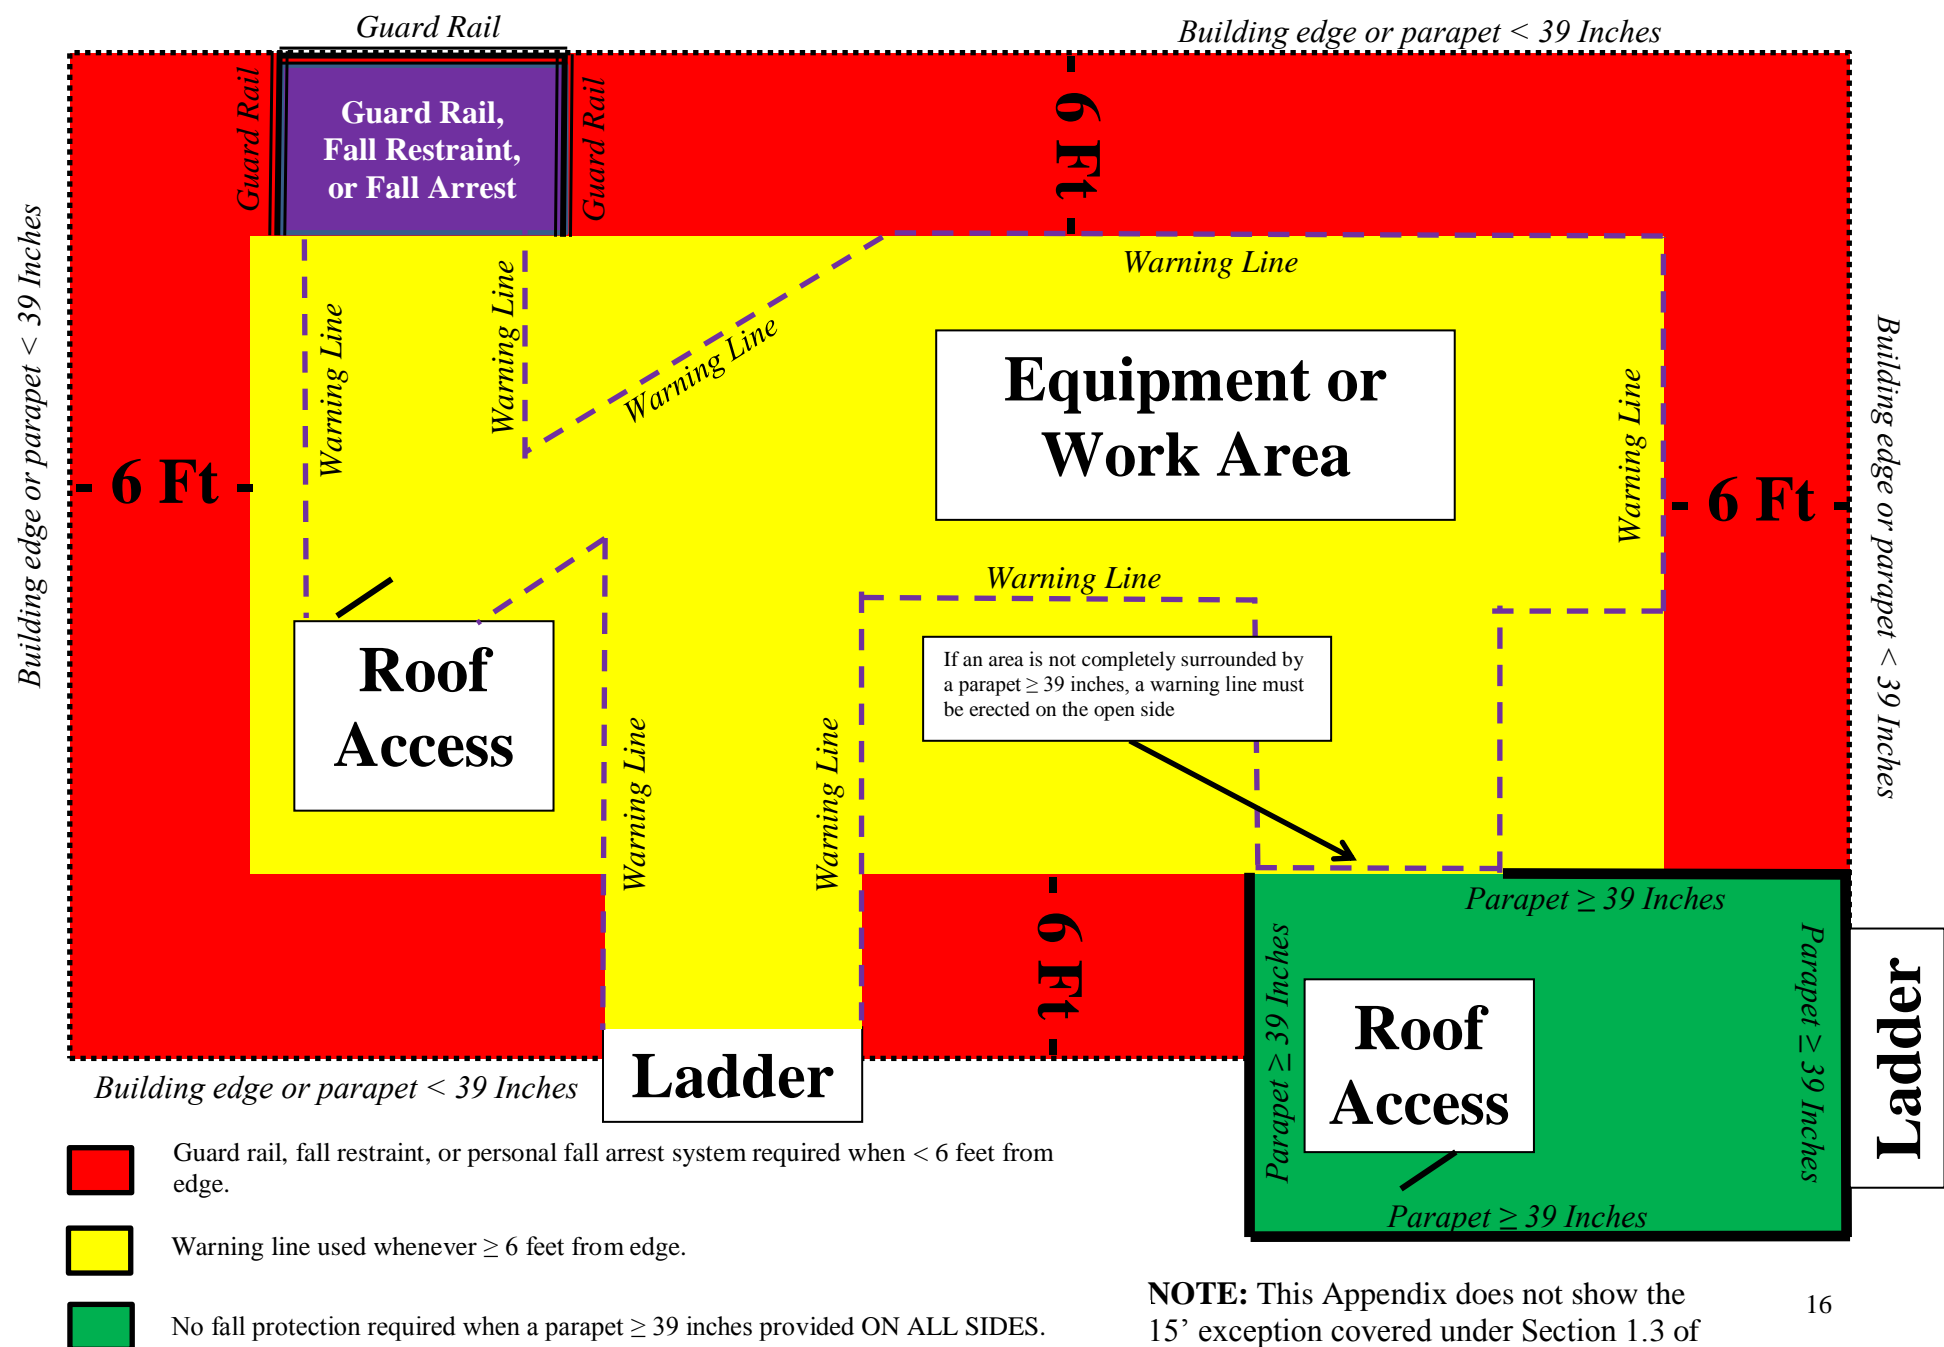 Guard Rail
Building edge or parapet < 39 Inches
Guard Rail
Guard Rail,
Fall Restraint,
or Fall Arrest
Guard Rail
6 Ft
Building edge or parapet < 39 Inches
Warning Line
Warning Line
Warning Line
Warning Line
Equipment or
Work Area
Warning Line
Building edge or parapet < 39 Inches
- 6 Ft -
- 6 Ft -
Warning Line
If an area is not completely surrounded by
a parapet ≥ 39 inches, a warning line must
be erected on the open side
Roof
Access
Warning Line
Warning Line
6 Ft
Parapet ≥ 39 Inches
Parapet ≥ 39 Inches
Roof
Access
Parapet ≥ 39 Inches
Ladder
Parapet ≥ 39 Inches
Ladder
Building edge or parapet < 39 Inches
Guard rail, fall restraint, or personal fall arrest system required when < 6 feet from
edge.
Warning line used whenever ≥ 6 feet from edge.
No fall protection required when a parapet ≥ 39 inches provided ON ALL SIDES.
NOTE: This Appendix does not show the
15’ exception covered under Section 1.3 of
16